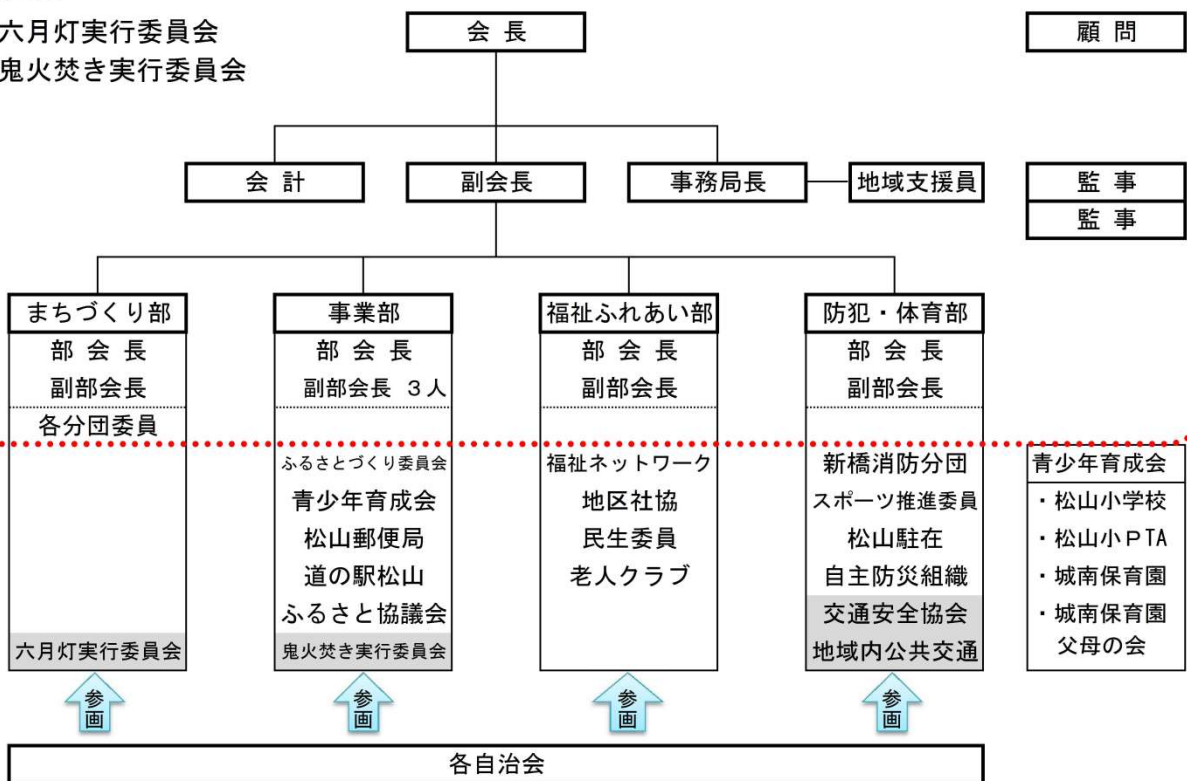 六月灯実行委員会
鬼火焚き実行委員会
会 長
顧 問
会 計
副会長
事務局長
地域支援員
監 事
監 事
まちづくり部
部 会 長
副部会長
各分団委員
六月灯実行委員会
事業部
部 会 長
副部会長 3人
ふるさとづくり委員会
青少年育成会
松山郵便局
道の駅松山
ふるさと協議会
鬼火焚き実行委員会
福祉ふれあい部
部 会 長
副部会長
福祉ネットワーク
地区社協
民生委員
老人クラブ
防犯・体育部
部 会 長
副部会長
新橋消防分団
スポーツ推進委員
松山駐在
自主防災組織
交通安全協会
地域内公共交通
青少年育成会
・松山小学校
・松山小PTA
・城南保育園
・城南保育園
父母の会
参画
参画
参画
参画
各自治会